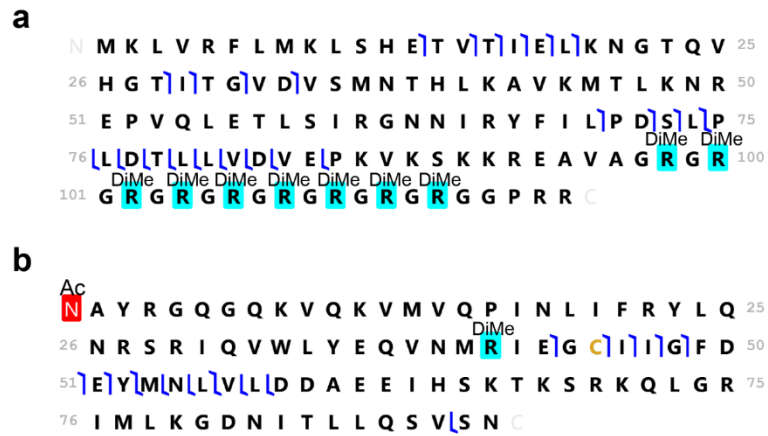 a
N M K L V R F L M K L S H E T V T I E L K N G T Q V 25
26 H G T I T G V D V S M N T H L K A V K M T L K N R 50
51 E P V Q L E T L S I R G N N I R Y F I L P D S L P 75
DiMe DiMe
76 L D T L L V D V E P K V K S K K R E A V A G R G R 100
DiMe DiMe DiMe DiMe DiMe DiMe DiMe
101 G R G R G R G R G R G R G R G G P R R C
b
Ac
N A Y R G Q G Q K V Q K V M V Q P I N L I F R Y L Q 25
DiMe
26 N R S R I Q V W L Y E Q V N M R I E G C I I G F D 50
51 E Y M N L V L D D A E E I H S K T K S R K Q L G R 75
76 I M L K G D N I T L L Q S V S N C